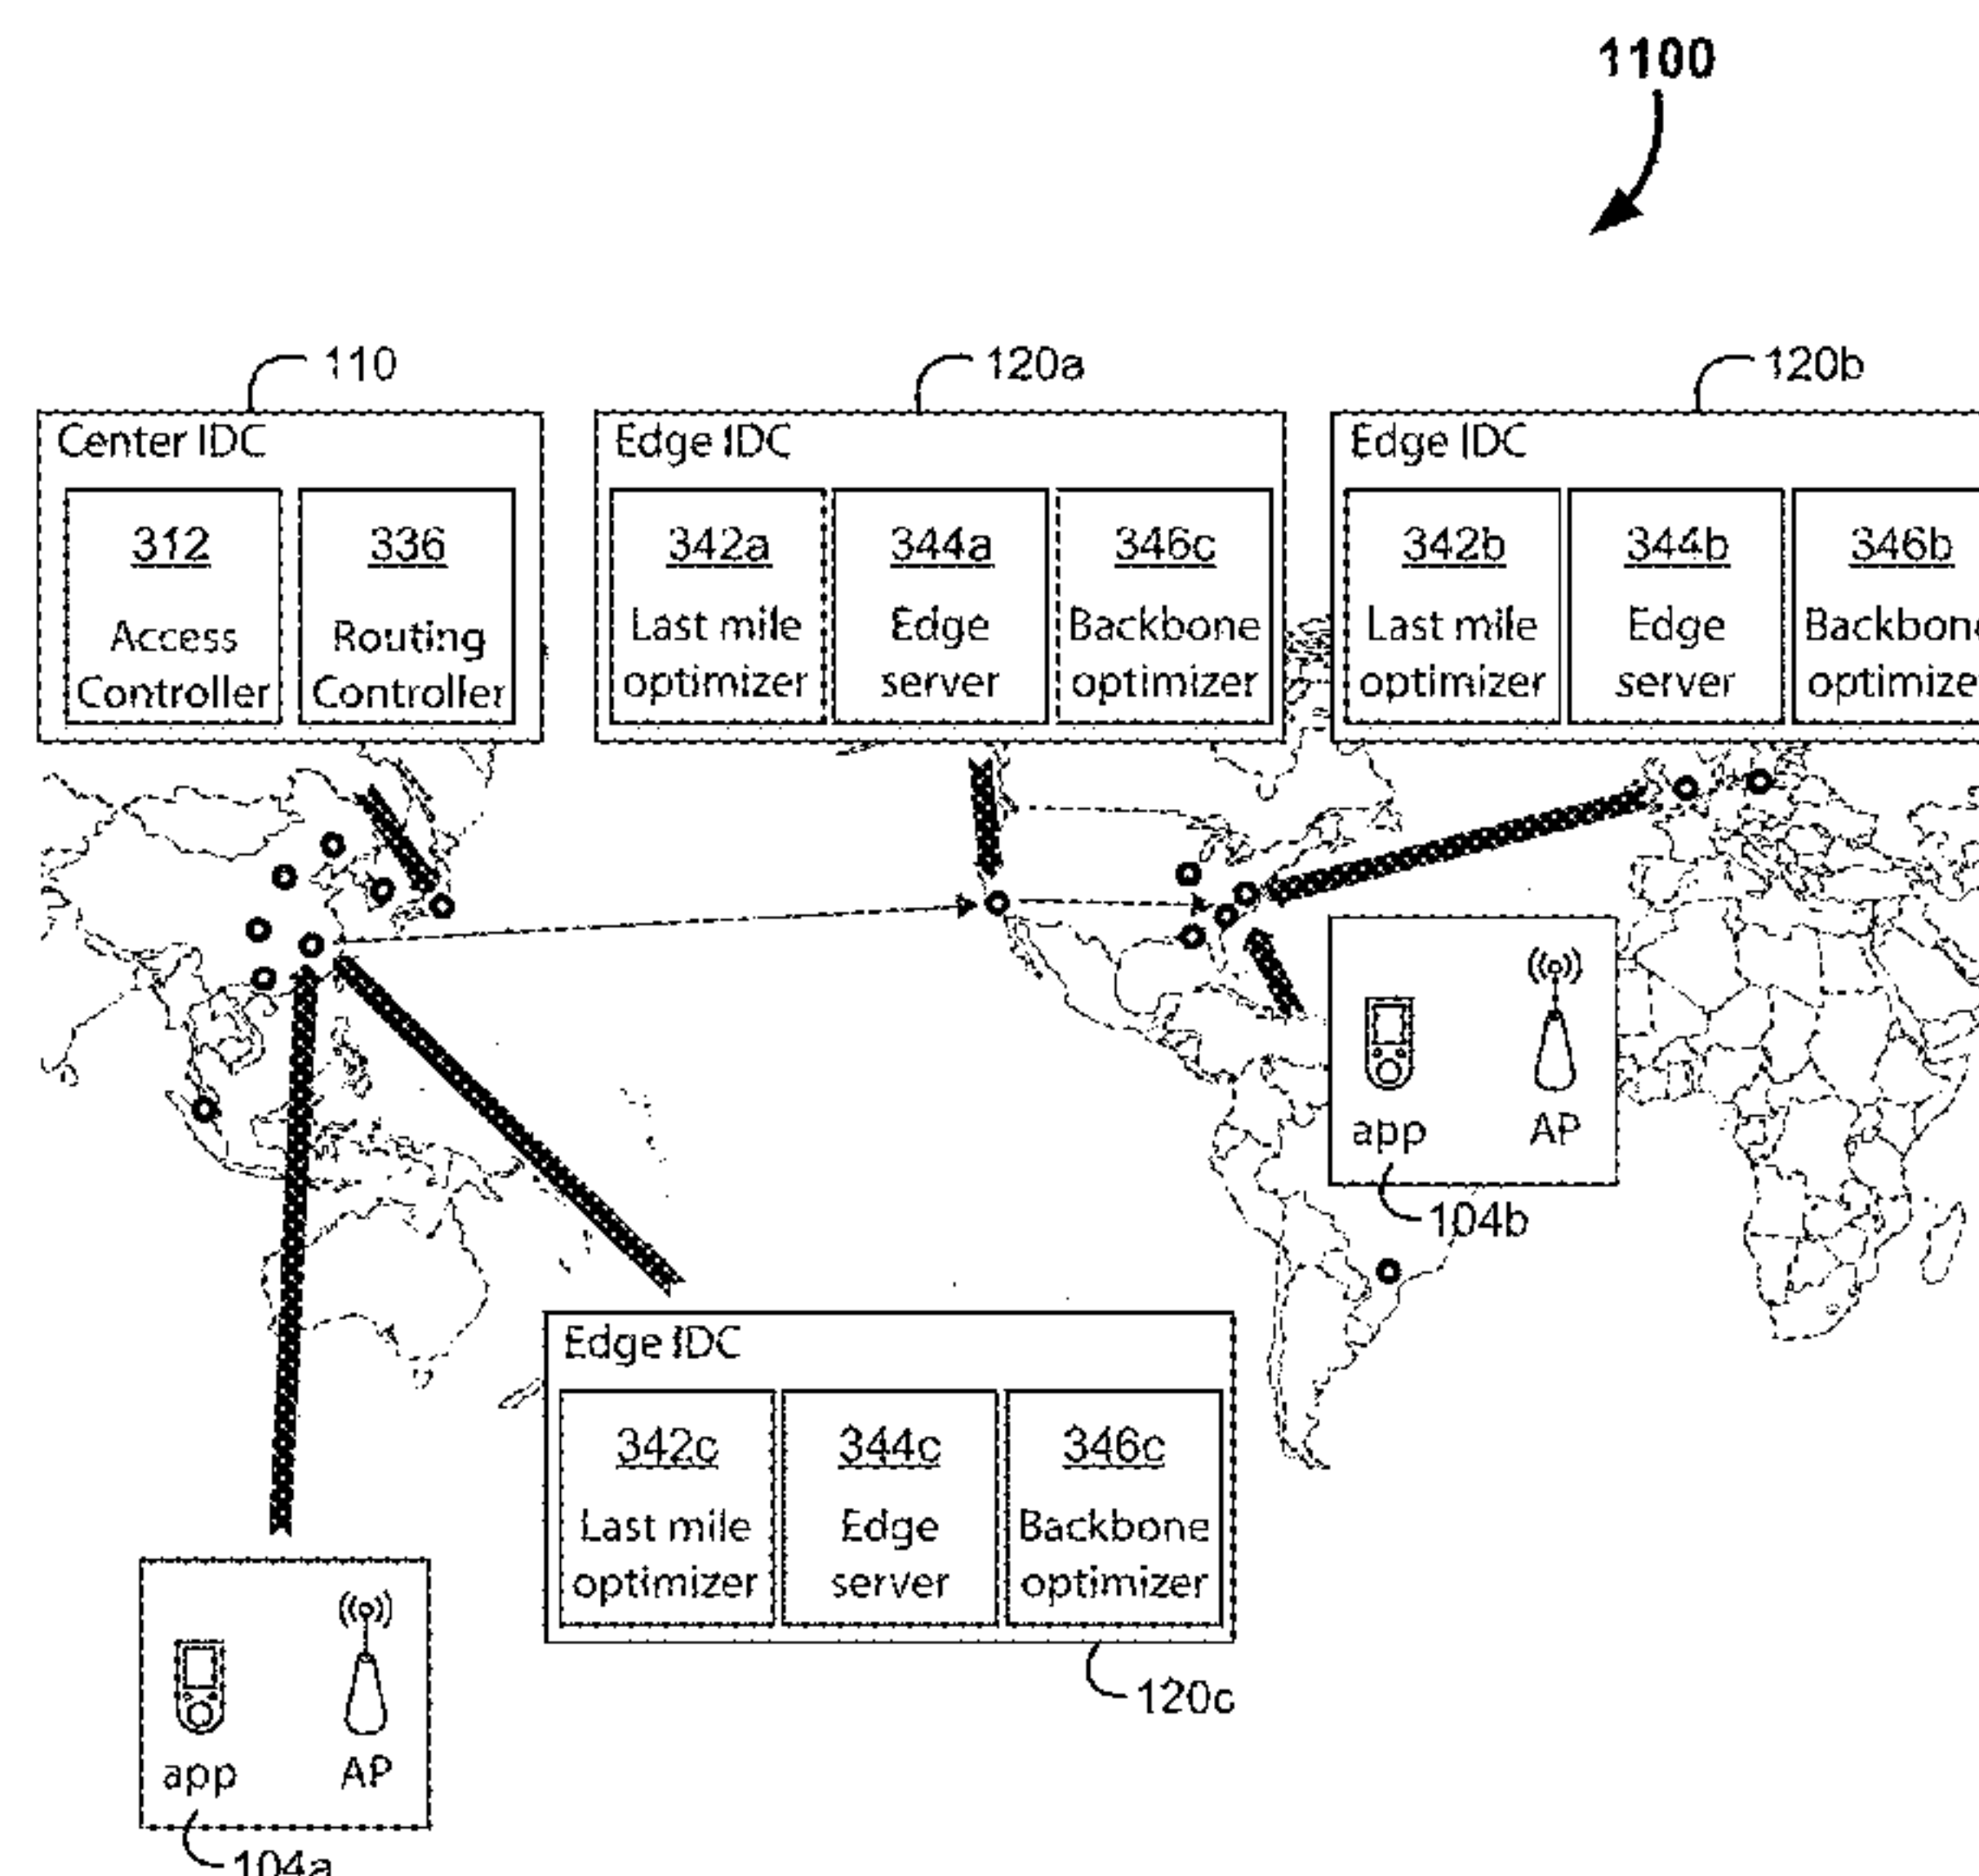 1100
110
120a
120b
Center IDC
312
Access
Controller
336
Routing
Controller
Edge IDC
342a
Last mile
optimizer
344a
Edge
server
346c
Backbone
optimizer
Edge IDC
342b
Last mile
optimizer
344b
Edge
server
346b
app
AP
104b
Edge IDC
342c
Last mile
optimizer
344c
Edge
server
346c
Backbone
optimizer
120c
app
AP
104a